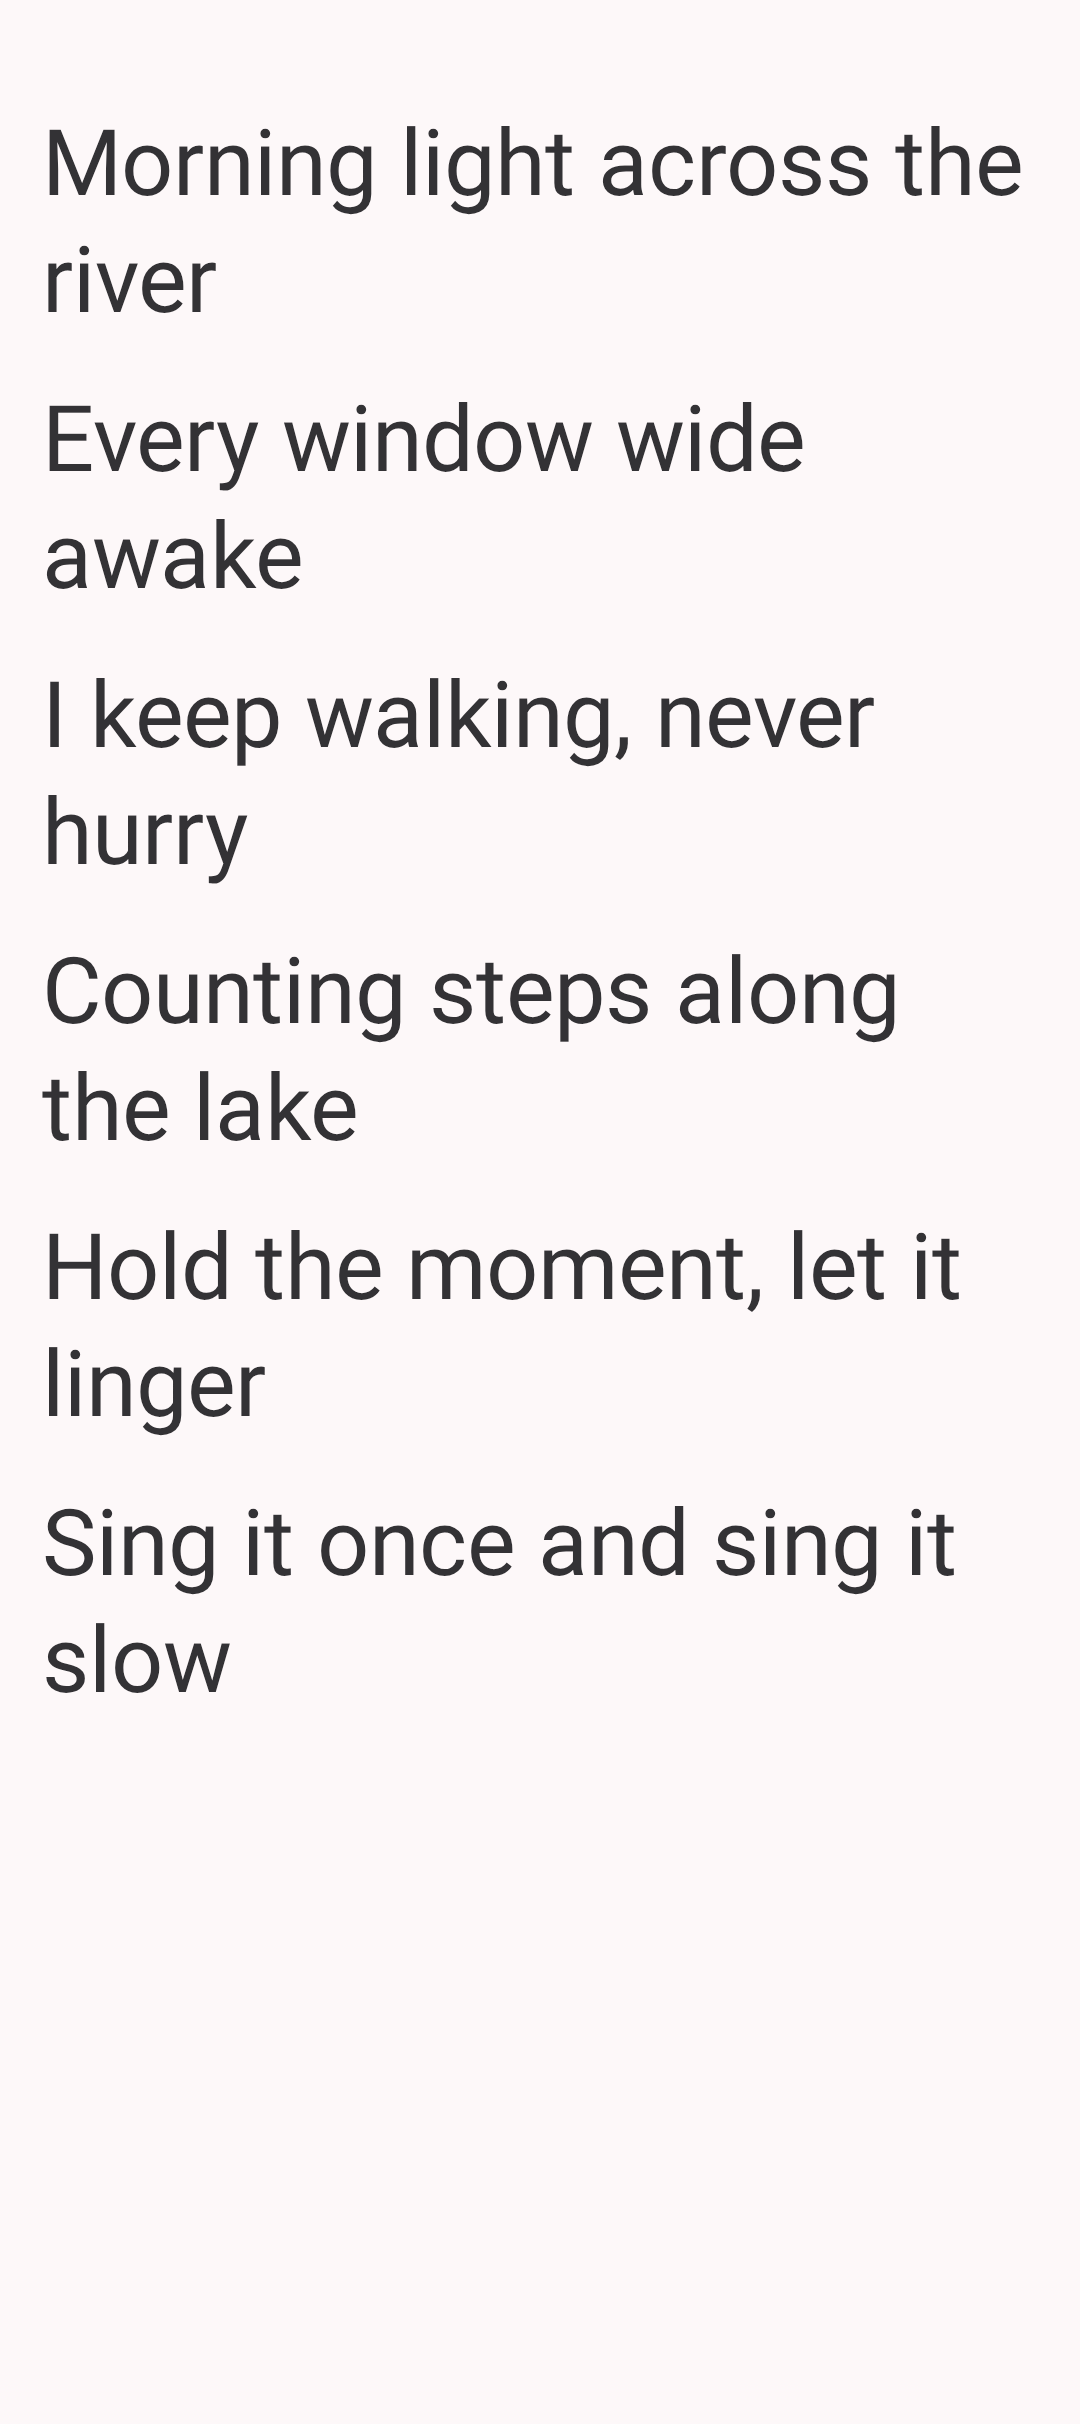 Morning light across the
river
Every window wide
awake
I keep walking, never
hurry
Counting steps along
the lake
Hold the moment, let it
linger
Sing it once and sing it
slow